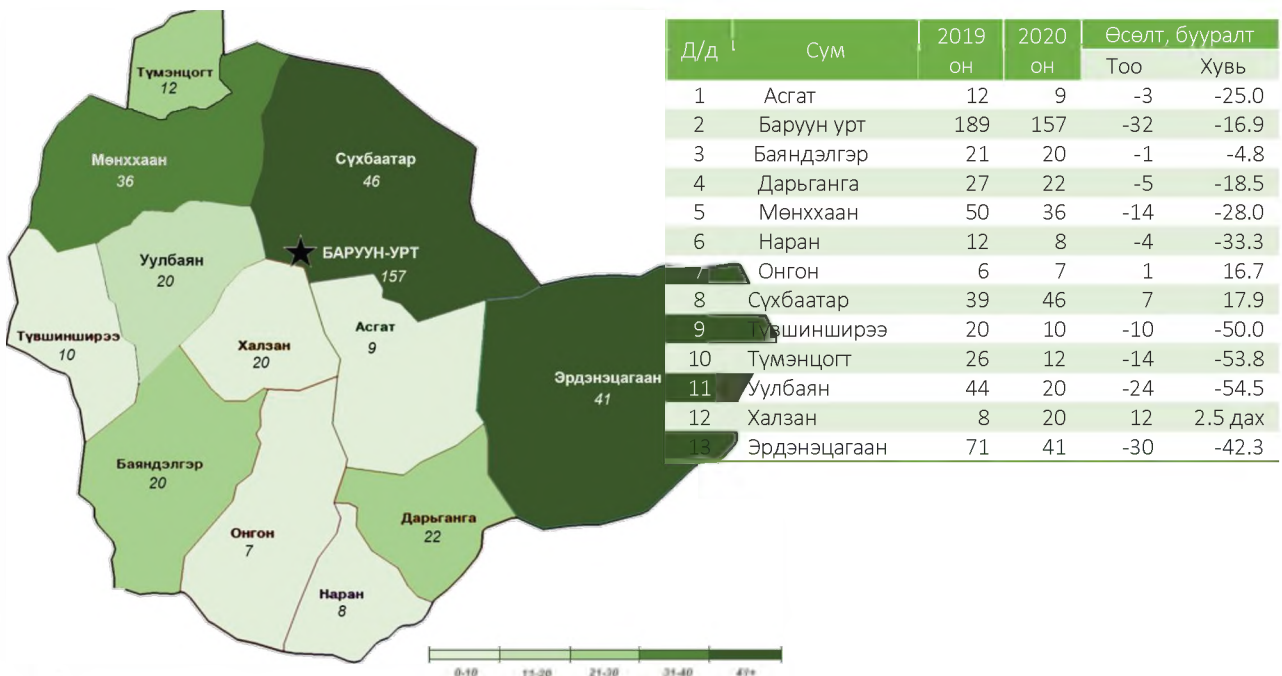 Түмэнцогт
12
Мөнххаан
36
Сүхбаатар
46
БАРУУН-УРТ
157
Уулбаян
20
Түвшинширээ
10
Халзан
20
Асгат
9
Эрдэнэцагаан
41
Баяндэлгэр
20
Онгон
7
Дарьганга
22
Наран
8
0-10 11-20 21-30 31-40 41+
Д/д Сум 2019 он 2020 он Өсөлт, бууралт
Тоо Хувь
1 Асгат 12 9 -3 -25.0
2 Баруун урт 189 157 -32 -16.9
3 Баяндэлгэр 21 20 -1 -4.8
4 Дарьганга 27 22 -5 -18.5
5 Мөнххаан 50 36 -14 -28.0
6 Наран 12 8 -4 -33.3
7 Онгон 6 7 1 16.7
8 Сүхбаатар 39 46 7 17.9
9 Түвшинширээ 20 10 -10 -50.0
10 Түмэнцогт 26 12 -14 -53.8
11 Уулбаян 44 20 -24 -54.5
12 Халзан 8 20 12 2.5 дах
13 Эрдэнэцагаан 71 41 -30 -42.3